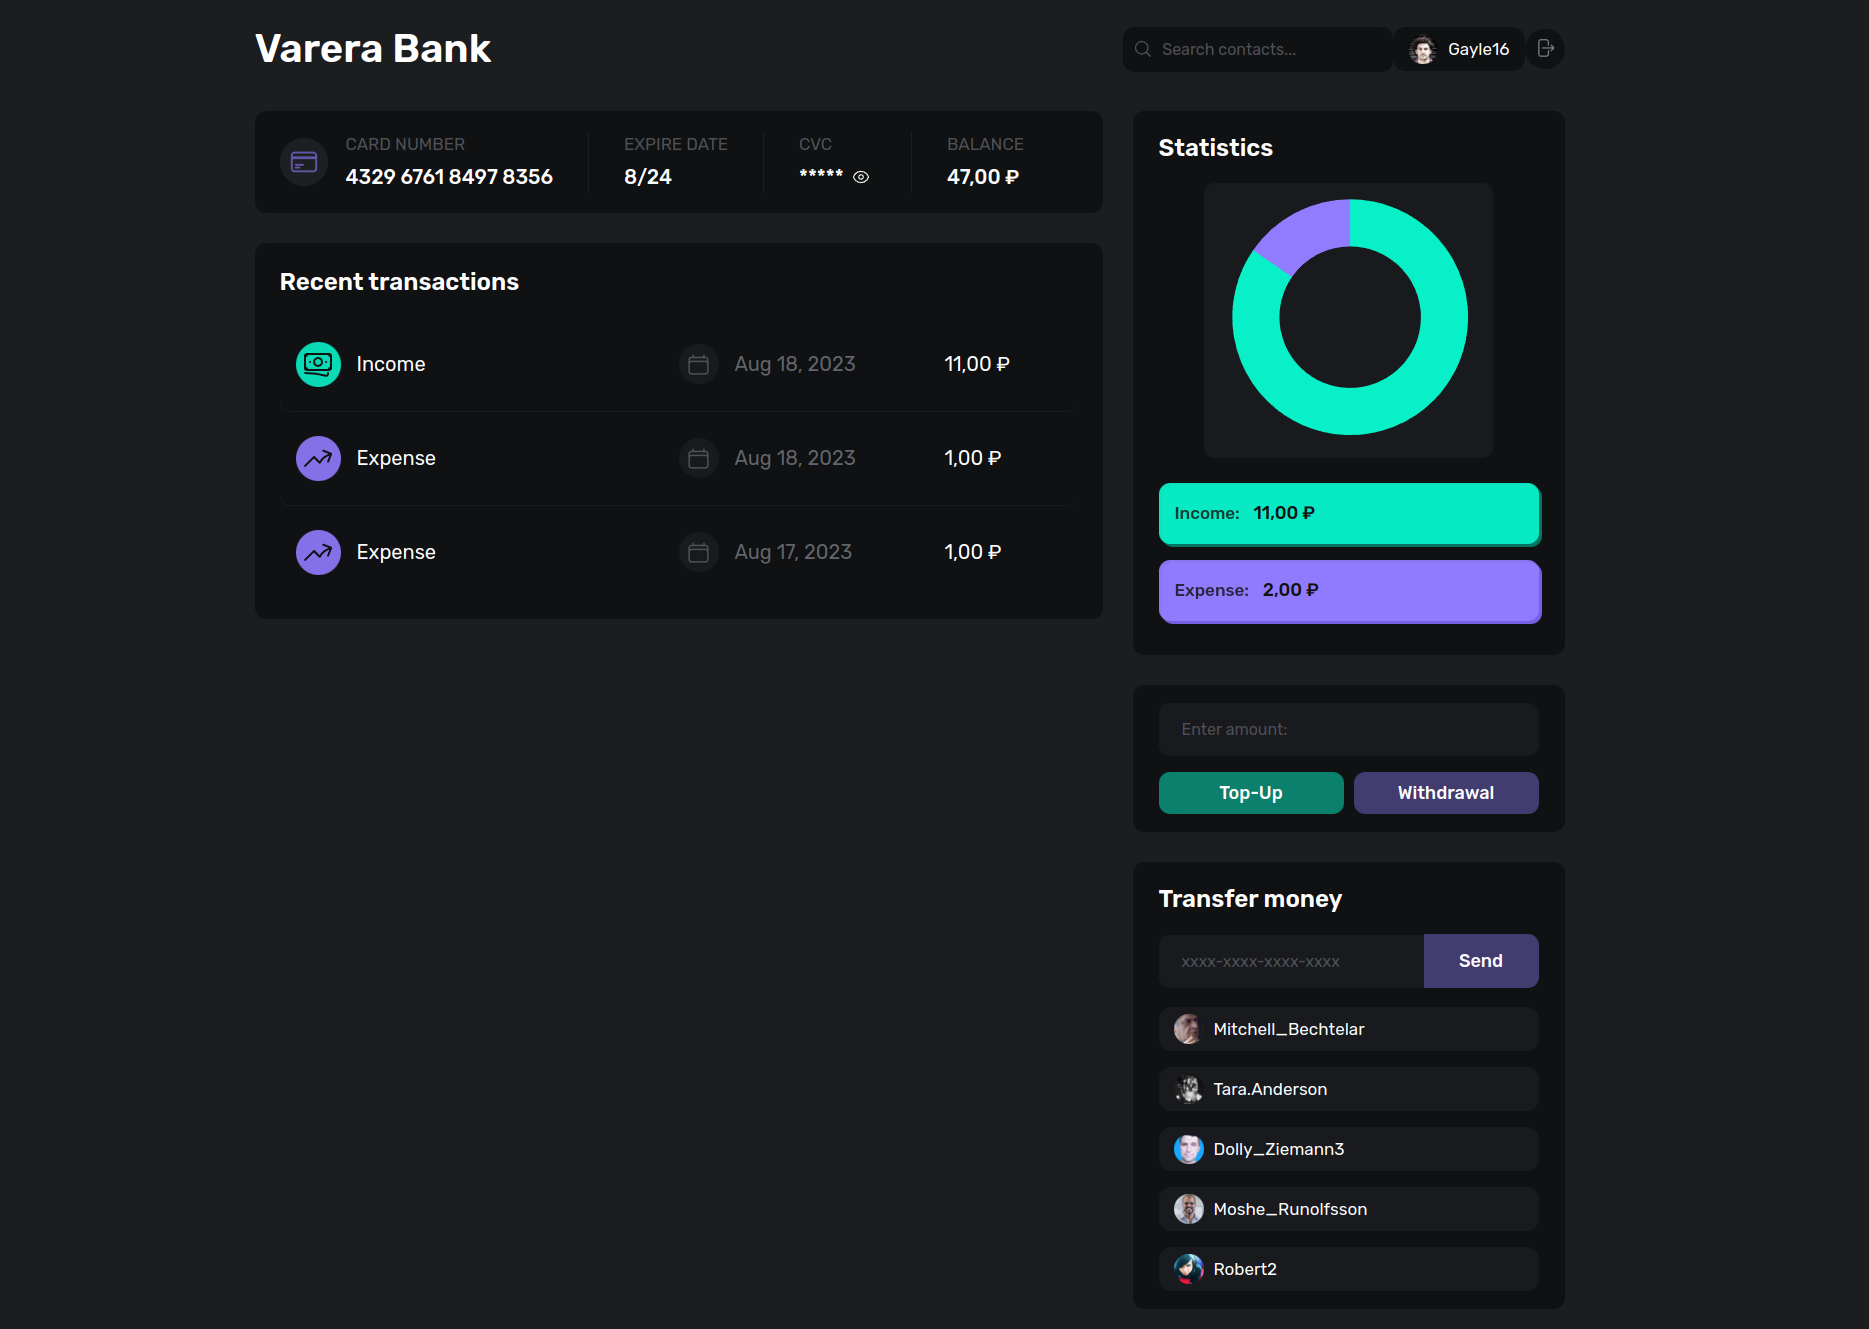 Varera Bank
Search contacts...
Gayle16
CARD NUMBER
4329 6761 8497 8356
EXPIRE DATE
8/24
CVC
*****
BALANCE
47,00 ₽
Recent transactions
Income Aug 18, 2023 11,00 ₽
Expense Aug 18, 2023 1,00 ₽
Expense Aug 17, 2023 1,00 ₽
Statistics
Income: 11,00 ₽
Expense: 2,00 ₽
Enter amount:
Top-Up
Withdrawal
Transfer money
xxxx-xxxx-xxxx-xxxx
Send
Mitchell_Bechtelar
Tara.Anderson
Dolly_Ziemann3
Moshe_Runolfsson
Robert2